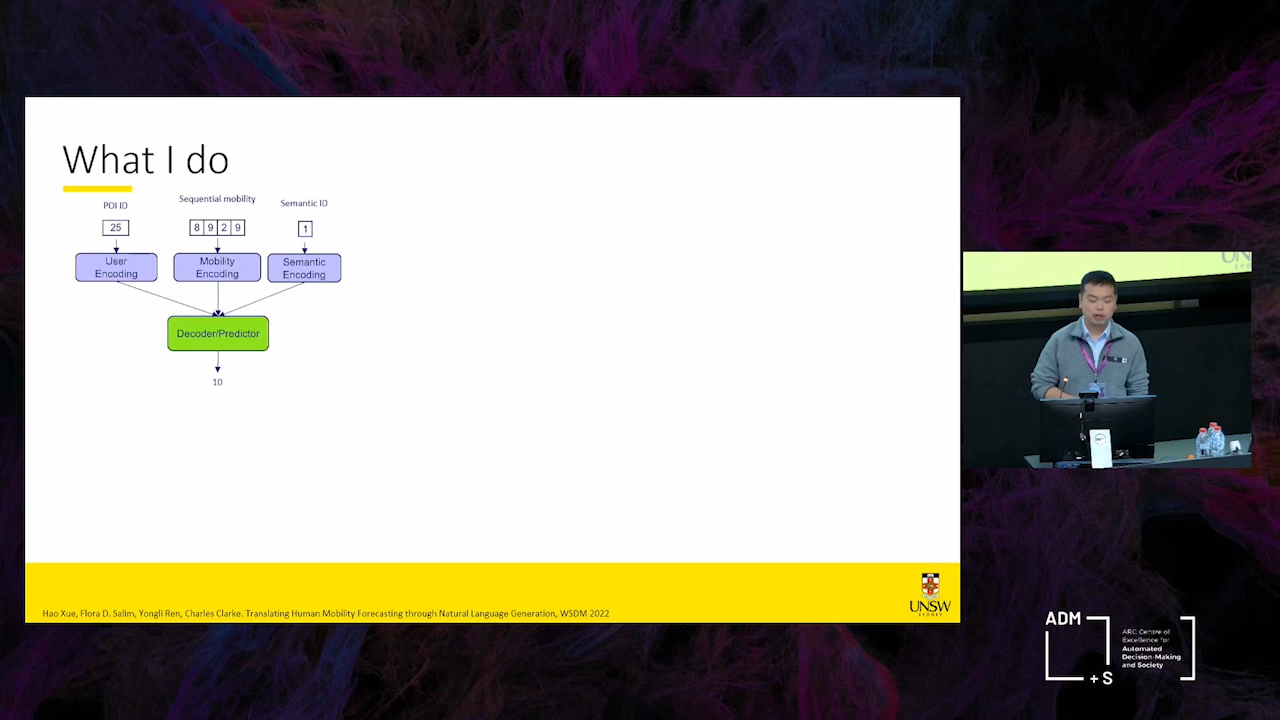 What I do
POI ID
Sequential mobility
Semantic ID
25
8 9 2 9
1
User
Encoding
Mobility
Encoding
Semantic
Encoding
Decoder/Predictor
10
Hao Xue, Flora D. Salim, Yongli Ren, Charles Clarke. Translating Human Mobility Forecasting through Natural Language Generation, WSDM 2022
UNSW
SYDNEY
UN
ADM
+ S
ARC Centre of
Excellence for
Automated
Decision-Making
and Society